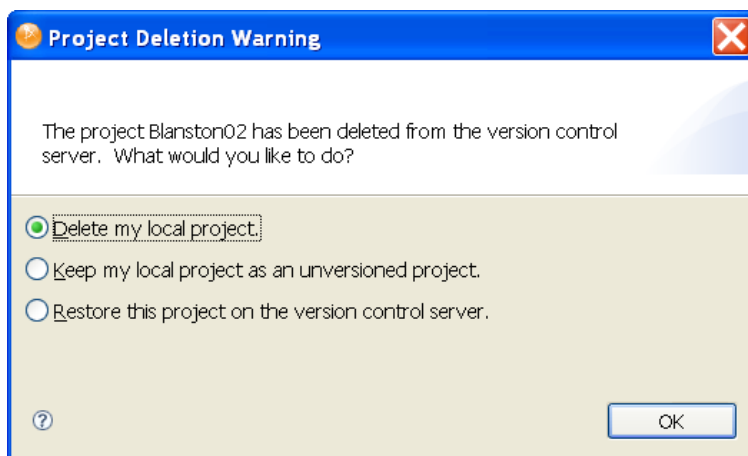 Project Deletion Warning
The project Blanston02 has been deleted from the version control
server.  What would you like to do?
Delete my local project.
Keep my local project as an unversioned project.
Restore this project on the version control server.
?
OK